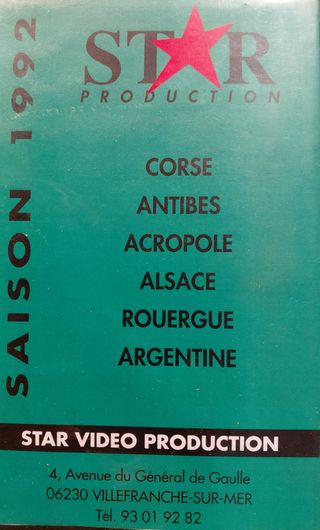 SAISON 1992
STAR
PRODUCTION
CORSE
ANTIBES
ACROPOLE
ALSACE
ROUERGUE
ARGENTINE
STAR VIDEO PRODUCTION
4, Avenue du Général de Gaulle
06230 VILLEFRANCHE-SUR-MER
Tél. 93 01 92 82